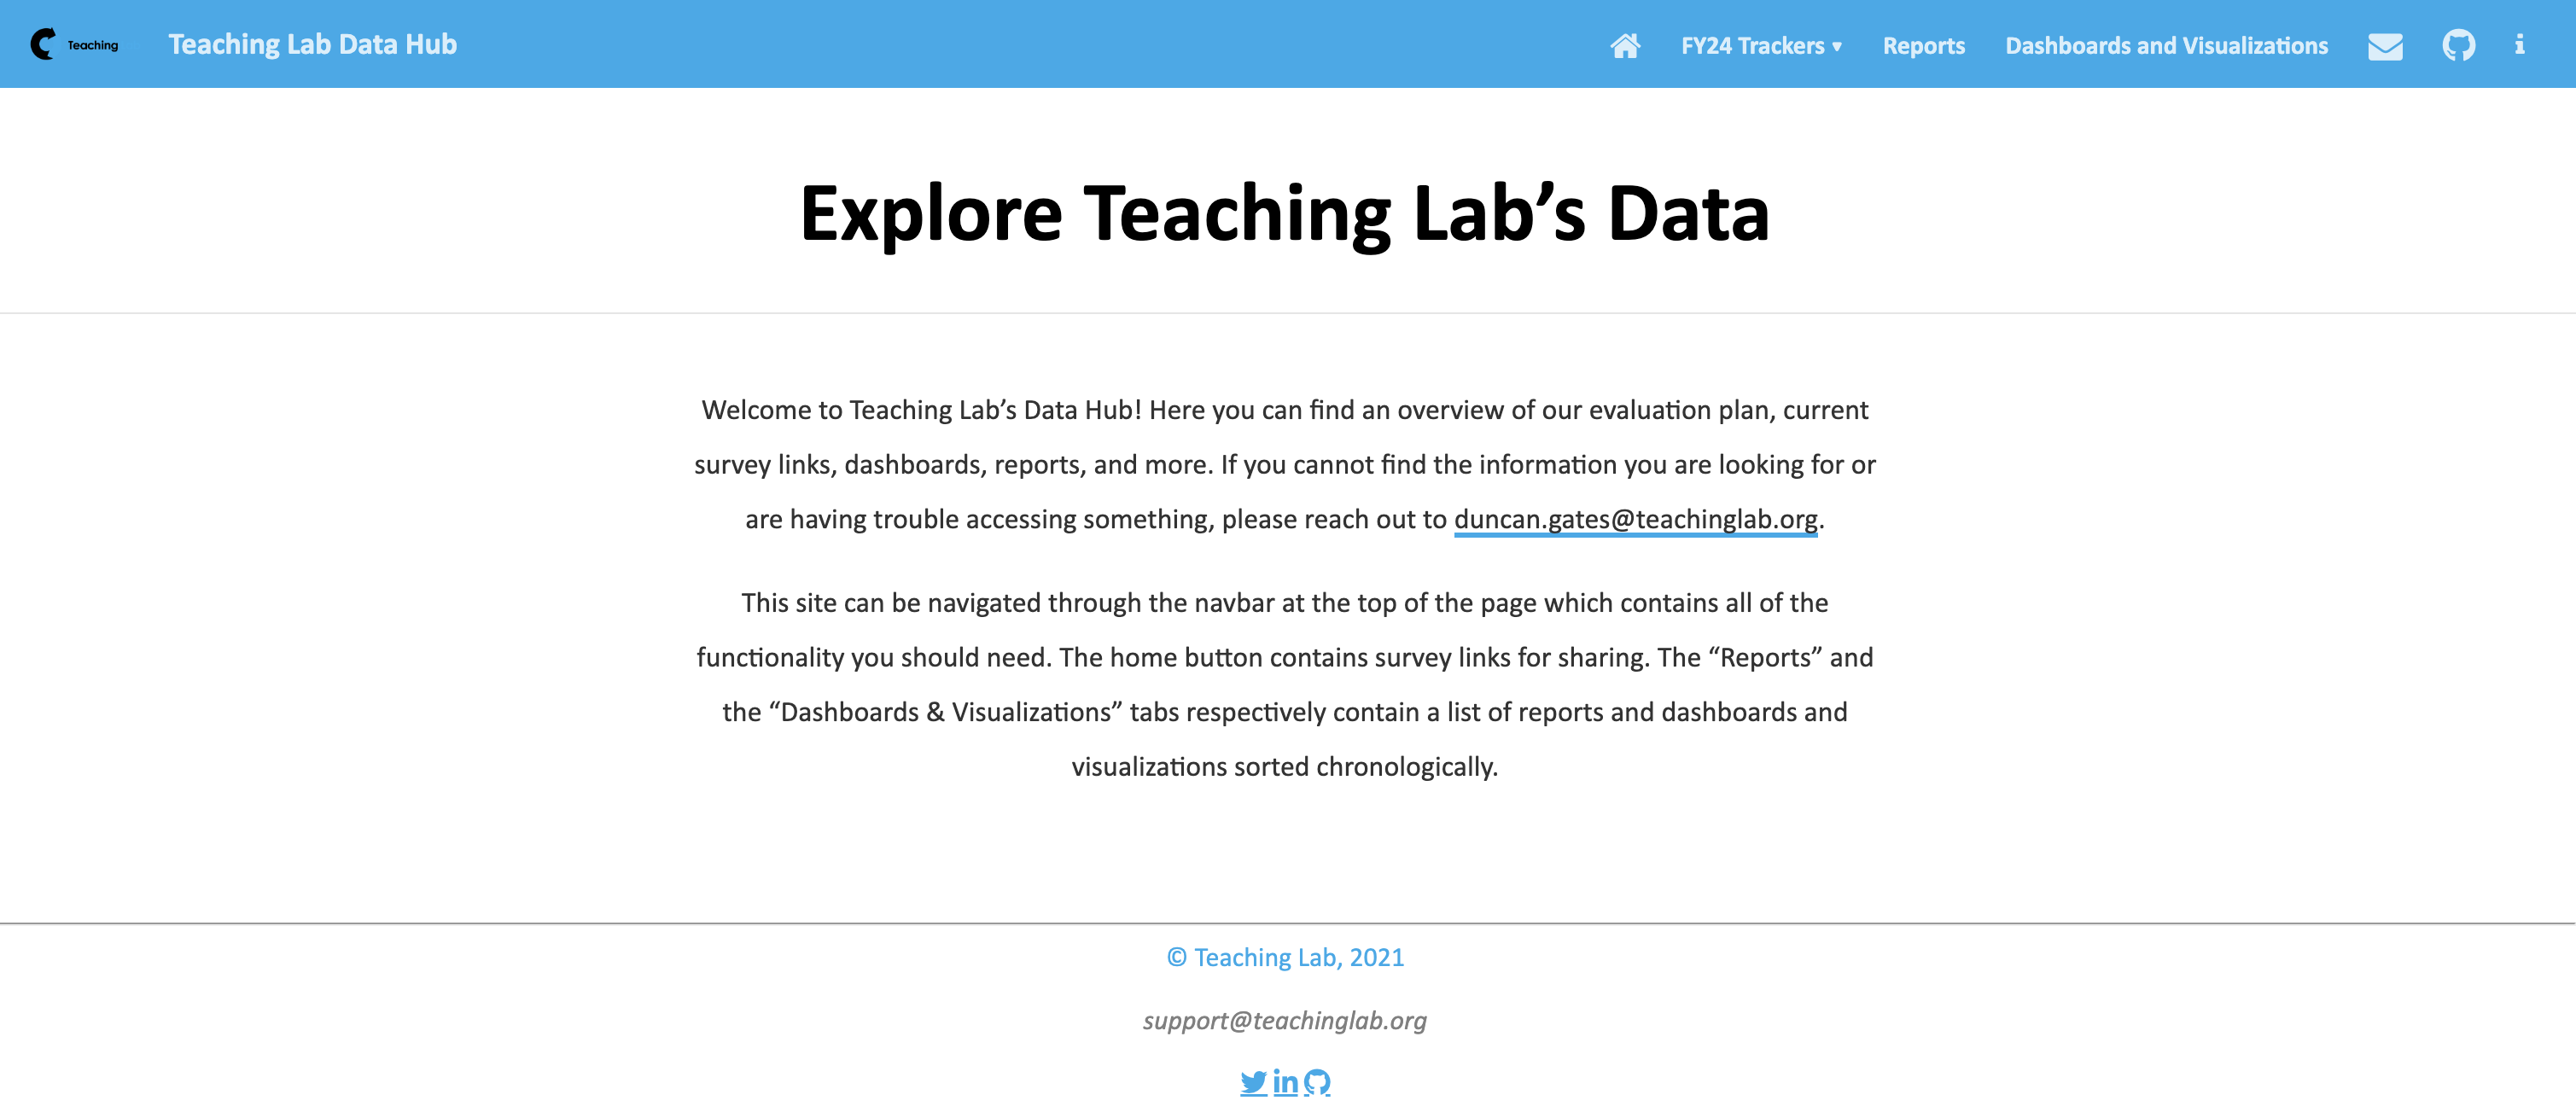 Teaching
Teaching Lab Data Hub
FY24 Trackers ▾
Reports
Dashboards and Visualizations
Explore Teaching Lab’s Data
Welcome to Teaching Lab’s Data Hub! Here you can find an overview of our evaluation plan, current
survey links, dashboards, reports, and more. If you cannot find the information you are looking for or
are having trouble accessing something, please reach out to duncan.gates@teachinglab.org.
This site can be navigated through the navbar at the top of the page which contains all of the
functionality you should need. The home button contains survey links for sharing. The “Reports” and
the “Dashboards & Visualizations” tabs respectively contain a list of reports and dashboards and
visualizations sorted chronologically.
© Teaching Lab, 2021
support@teachinglab.org